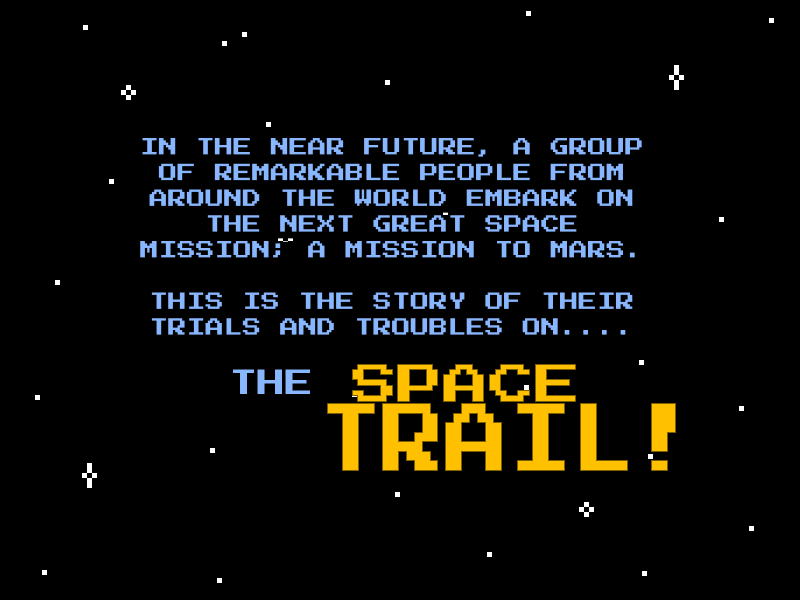 IN THE NEAR FUTURE, A GROUP
OF REMARKABLE PEOPLE FROM
AROUND THE WORLD EMBARK ON
THE NEXT GREAT SPACE
MISSION; A MISSION TO MARS.
THIS IS THE STORY OF THEIR
TRIALS AND TROUBLES ON....
THE SPACE
TRAIL!